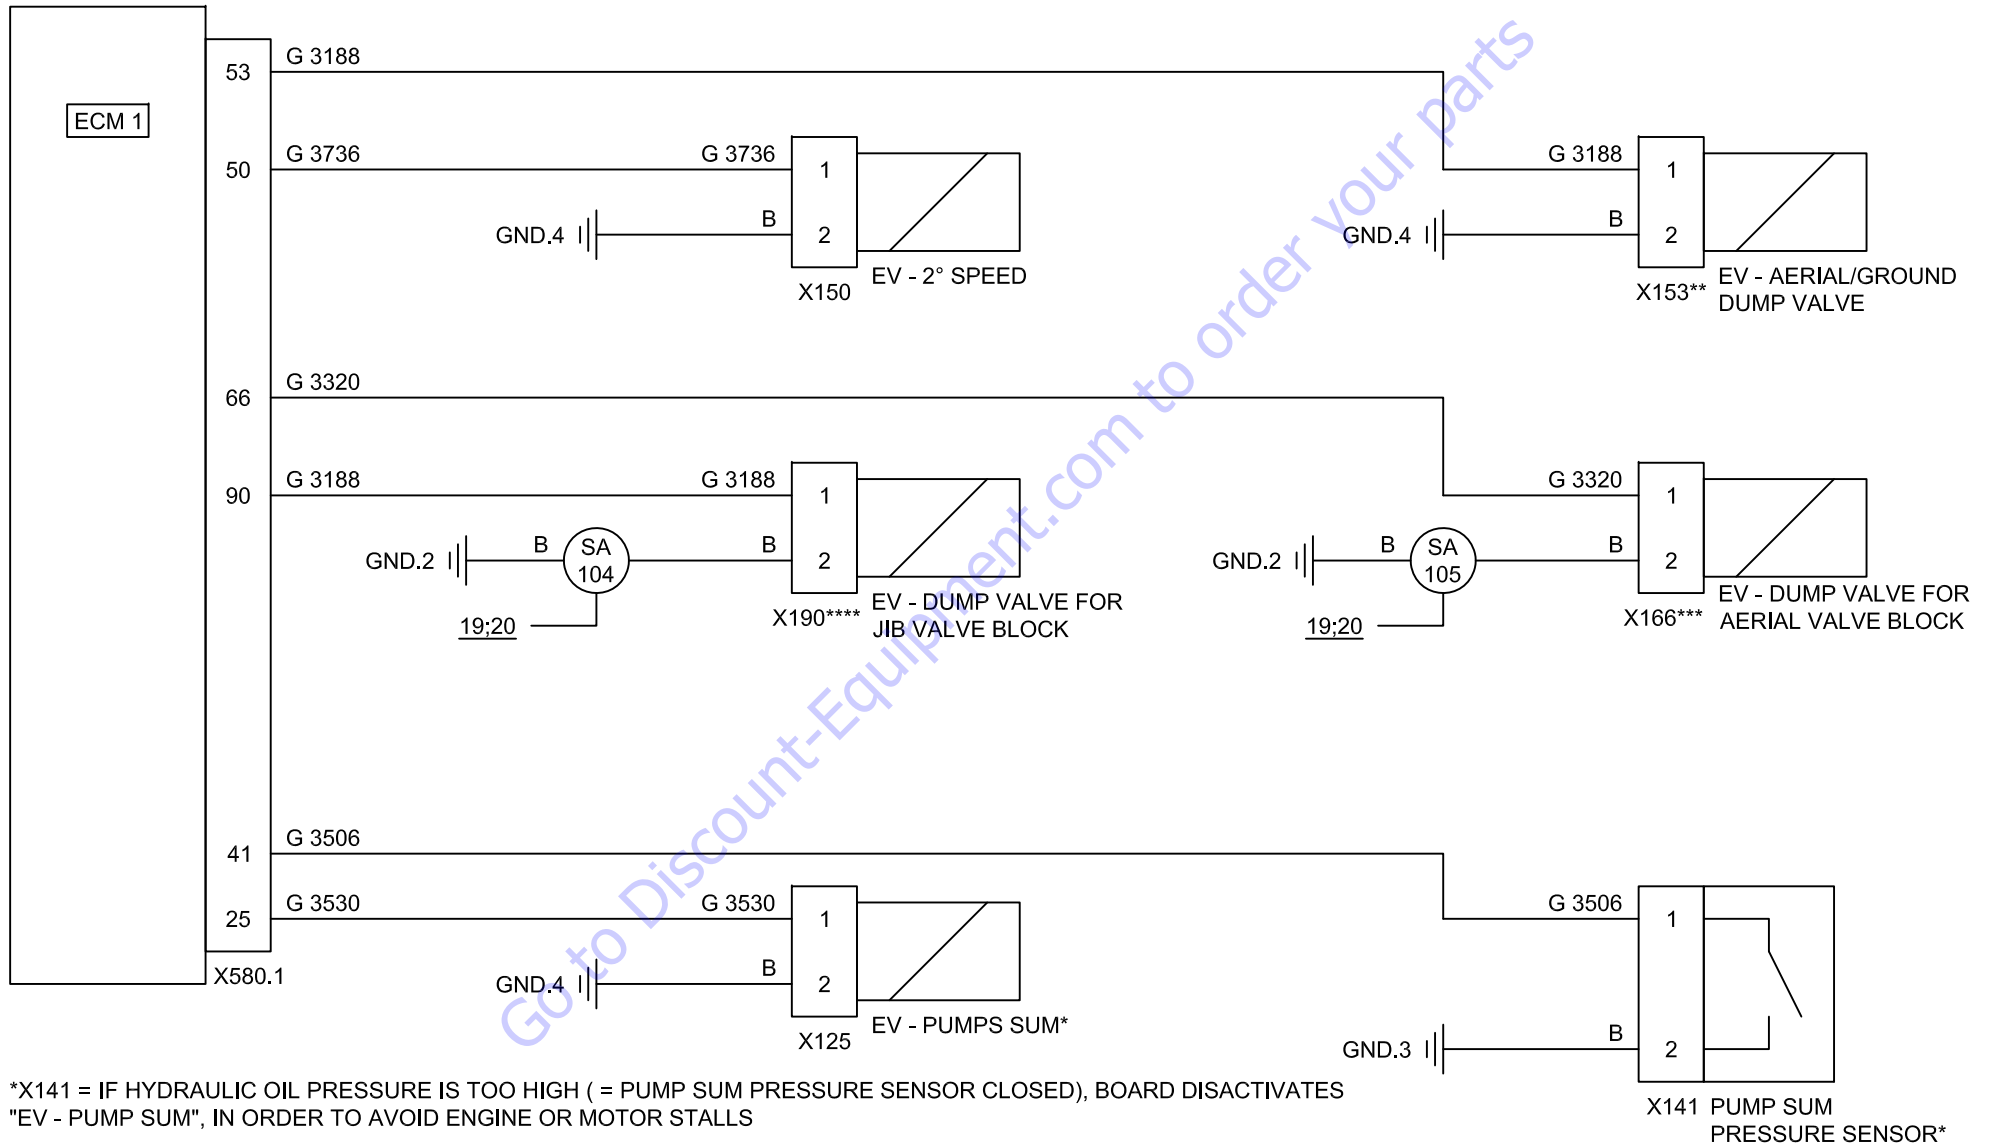 ECM 1
53 G 3188
50 G 3736 G 3736 1
GND.4 B 2
X150 EV - 2° SPEED
G 3188 1
GND.4 B 2
X153** EV - AERIAL/GROUND
DUMP VALVE
66 G 3320
90 G 3188 G 3188 1
GND.2 B SA
104 B 2
19;20
X190**** EV - DUMP VALVE FOR
JIB VALVE BLOCK
G 3320 1
GND.2 B SA
105 B 2
19;20
X166*** EV - DUMP VALVE FOR
AERIAL VALVE BLOCK
41 G 3506
25 G 3530 G 3530 1
X580.1
GND.4 B 2
X125 EV - PUMPS SUM*
G 3506 1
GND.3 B 2
X141 PUMP SUM
PRESSURE SENSOR*
*X141 = IF HYDRAULIC OIL PRESSURE IS TOO HIGH ( = PUMP SUM PRESSURE SENSOR CLOSED), BOARD DISACTIVATES
"EV - PUMP SUM", IN ORDER TO AVOID ENGINE OR MOTOR STALLS
Go to Discount-Equipment.com to order your parts